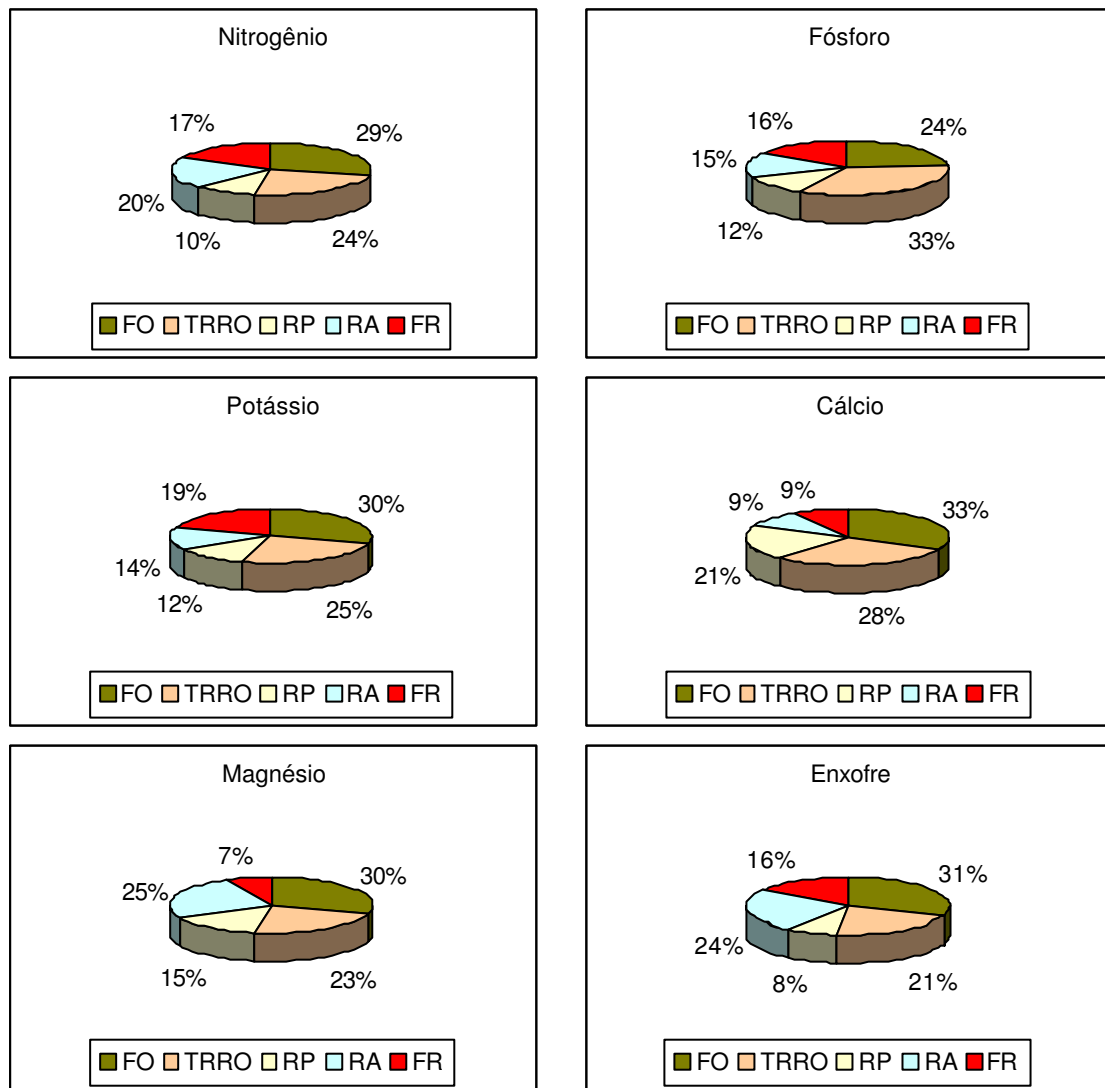 Nitrogênio
17%
29%
20%
10%
24%
FO TRRO RP RA FR
Fósforo
16%
24%
15%
12%
33%
FO TRRO RP RA FR
Potássio
19%
30%
14%
12%
25%
FO TRRO RP RA FR
Cálcio
9%
9%
33%
21%
28%
FO TRRO RP RA FR
Magnésio
7%
30%
25%
15%
23%
FO TRRO RP RA FR
Enxofre
16%
31%
24%
8%
21%
FO TRRO RP RA FR